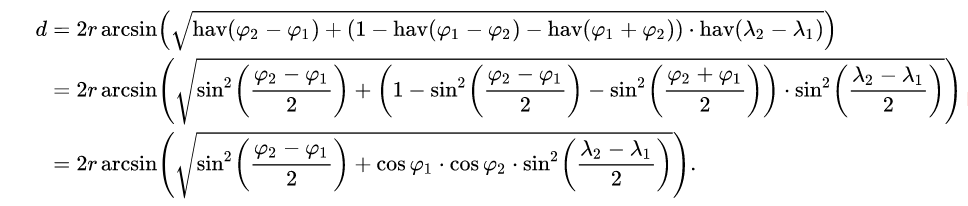 d = 2r arcsin(√(hav(φ₂ − φ₁) + (1 − hav(φ₁ − φ₂) − hav(φ₁ + φ₂)) · hav(λ₂ − λ₁)))
= 2r arcsin(√(sin²((φ₂ − φ₁)/2) + (1 − sin²((φ₂ − φ₁)/2) − sin²((φ₂ + φ₁)/2)) · sin²((λ₂ − λ₁)/2)))
= 2r arcsin(√(sin²((φ₂ − φ₁)/2) + cos φ₁ · cos φ₂ · sin²((λ₂ − λ₁)/2))).